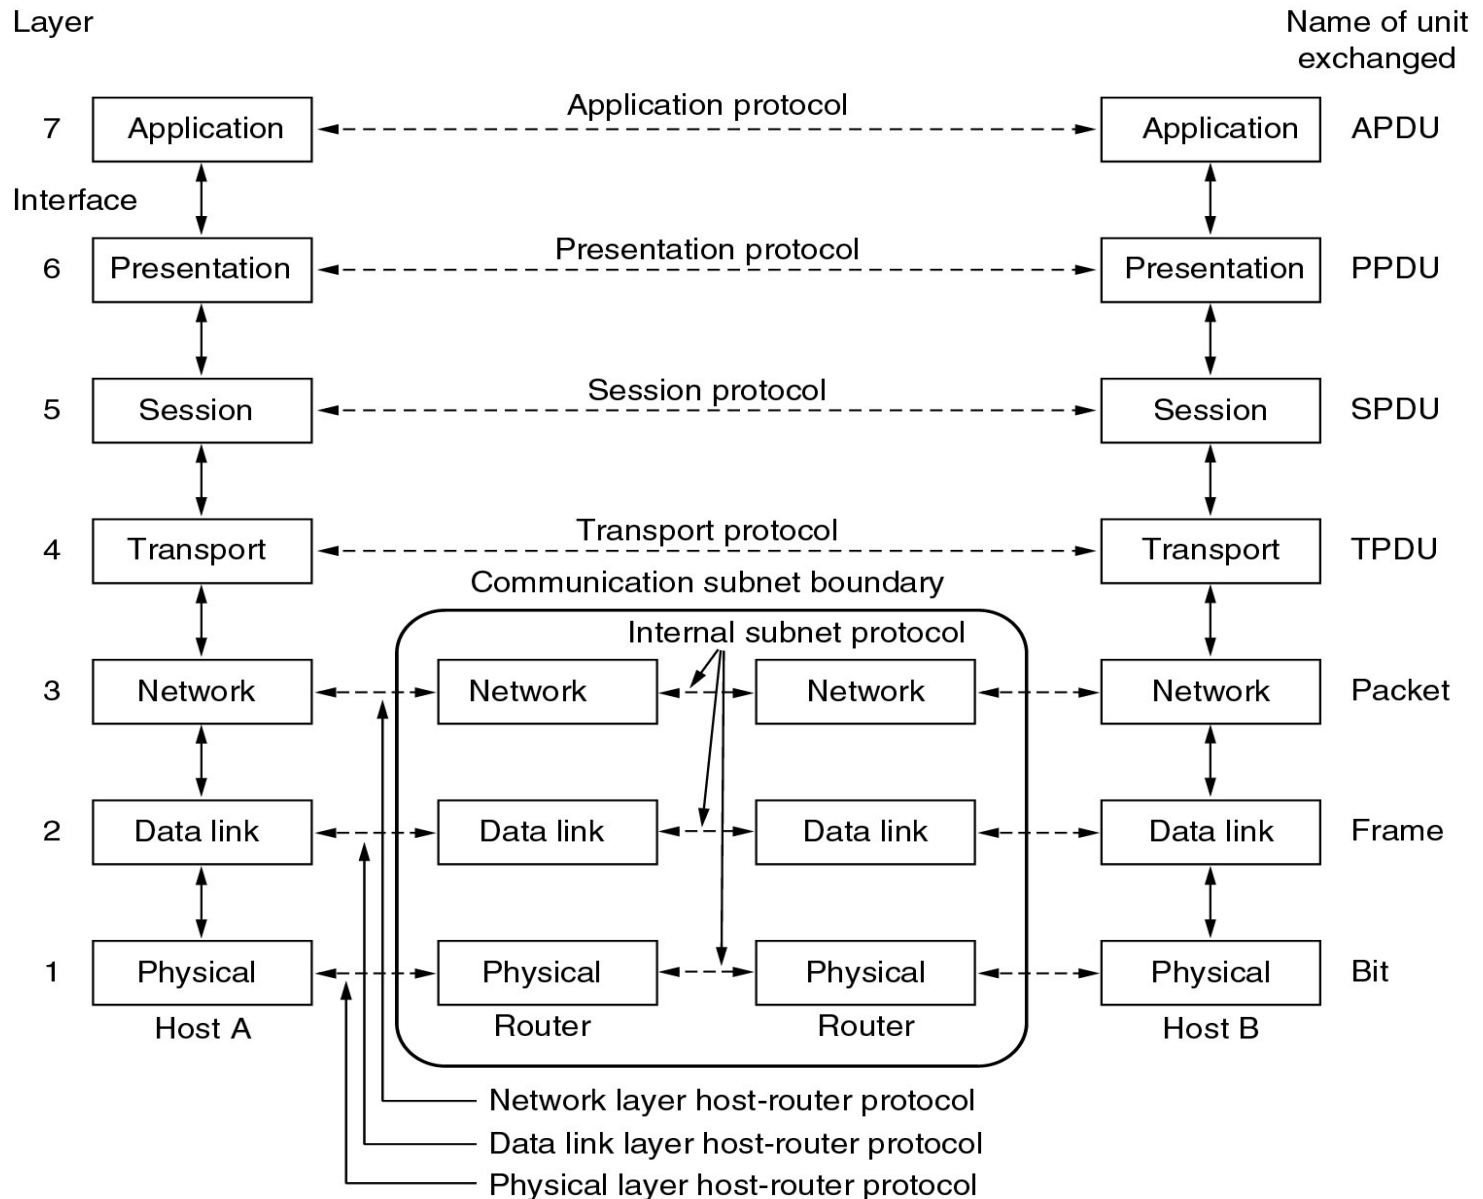 Layer
Name of unit
exchanged
Application protocol
7 Application Application APDU
Interface
Presentation protocol
6 Presentation Presentation PPDU
Session protocol
5 Session Session SPDU
Transport protocol
4 Transport Transport TPDU
Communication subnet boundary
Internal subnet protocol
3 Network Network Network Network Packet
2 Data link Data link Data link Data link Frame
1 Physical Physical Physical Physical Bit
Host A Router Router Host B
Network layer host-router protocol
Data link layer host-router protocol
Physical layer host-router protocol